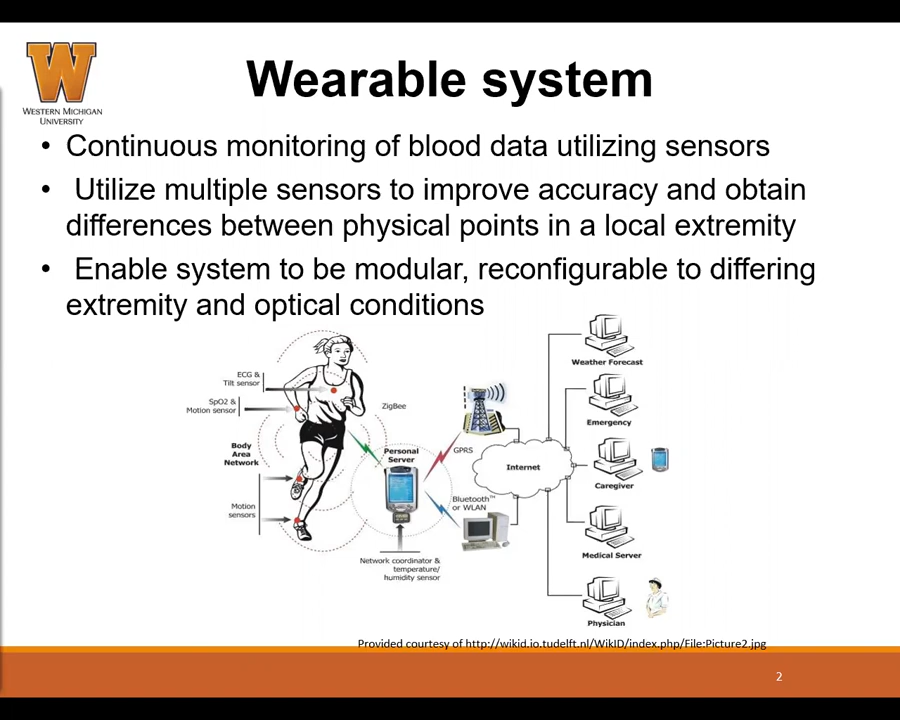 W
WESTERN MICHIGAN
UNIVERSITY
Wearable system
• Continuous monitoring of blood data utilizing sensors
• Utilize multiple sensors to improve accuracy and obtain
differences between physical points in a local extremity
• Enable system to be modular, reconfigurable to differing
extremity and optical conditions
ECG &
Tilt sensor
SpO2 &
Motion sensor
Body
Area
Network
Motion
sensors
ZigBee
Personal
Server
Network coordinator &
temperature/
humidity sensor
GPRS
Bluetooth™
or WLAN
Internet
Weather Forecast
Emergency
Caregiver
Medical Server
Physician
Provided courtesy of http://wikid.io.tudelft.nl/WikID/index.php/File:Picture2.jpg
2